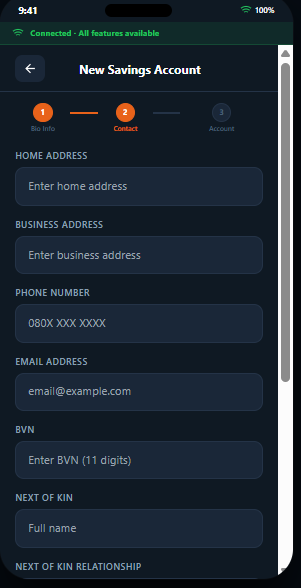 9:41
100%
Connected · All features available
New Savings Account
1
2
3
Bio Info
Contact
Account
HOME ADDRESS
Enter home address
BUSINESS ADDRESS
Enter business address
PHONE NUMBER
080X XXX XXXX
EMAIL ADDRESS
email@example.com
BVN
Enter BVN (11 digits)
NEXT OF KIN
Full name
NEXT OF KIN RELATIONSHIP